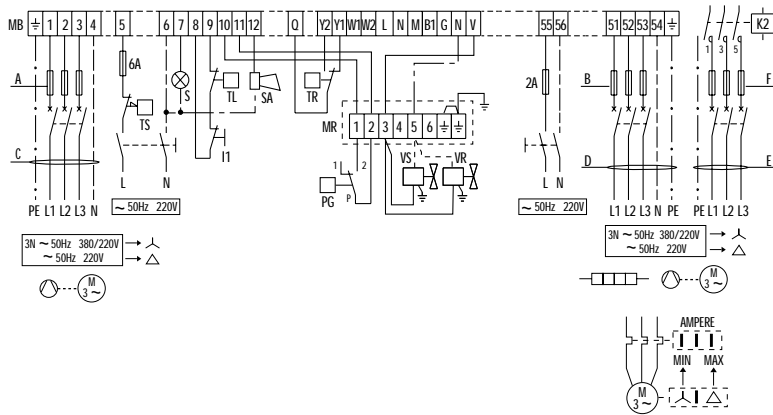 MB 1 2 3 4 5 6 7 8 9 10 11 12 Q Y2 Y1 W1 W2 L N M B1 G N V 55 56 51 52 53 54 K2
1 3 5
A 6A S TL SA TR 2A B F
TS MR 1 2 3 4 5 6
I1
C 1 2 VS VR D E
L N PG P L N
PE L1 L2 L3 N ~ 50Hz 220V ~ 50Hz 220V L1 L2 L3 N PE PE L1 L2 L3
3N ~ 50Hz 380/220V
~ 50Hz 220V
3N ~ 50Hz 380/220V
~ 50Hz 220V
M
3 ~
M
3 ~
AMPERE
MIN MAX
M
3 ~